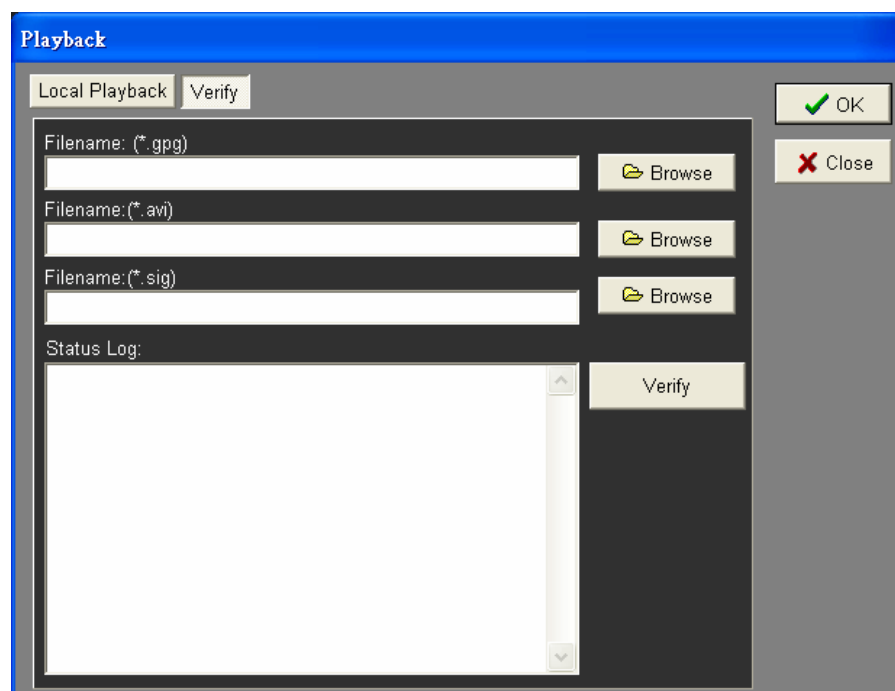 Playback
Local Playback Verify
OK
Close
Filename: (*.gpg)
Browse
Filename:(*.avi)
Browse
Filename:(*.sig)
Browse
Status Log:
Verify